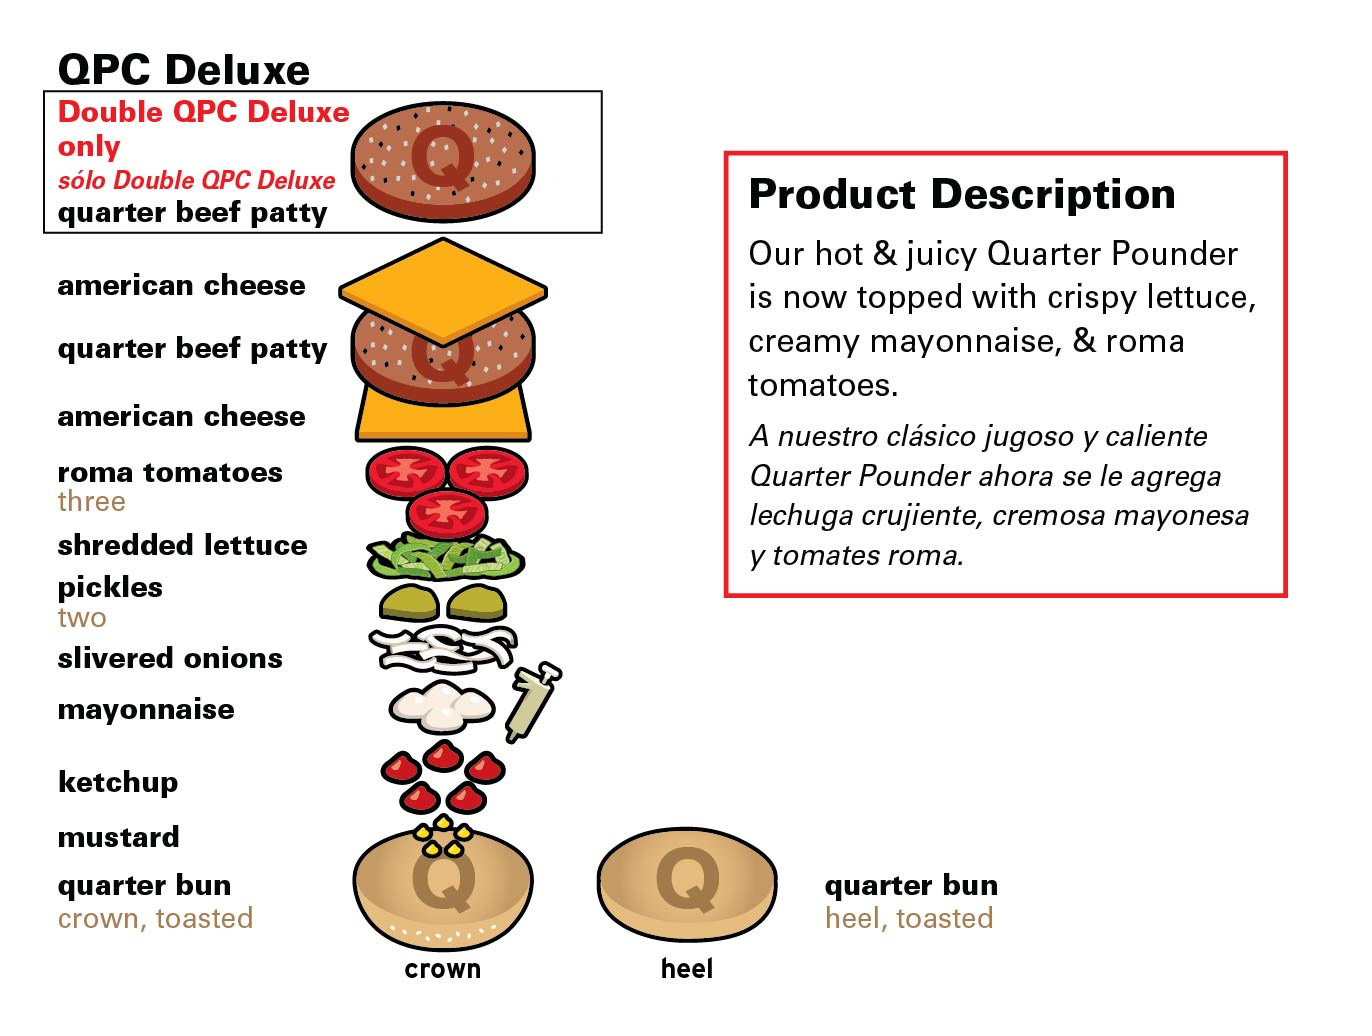 QPC Deluxe
Double QPC Deluxe
only
sólo Double QPC Deluxe
quarter beef patty
Q
american cheese
quarter beef patty
Q
american cheese
roma tomatoes
three
shredded lettuce
pickles
two
slivered onions
mayonnaise
ketchup
mustard
quarter bun
crown, toasted
Q
crown
Q
heel
quarter bun
heel, toasted
Product Description
Our hot & juicy Quarter Pounder
is now topped with crispy lettuce,
creamy mayonnaise, & roma
tomatoes.
A nuestro clásico jugoso y caliente
Quarter Pounder ahora se le agrega
lechuga crujiente, cremosa mayonesa
y tomates roma.